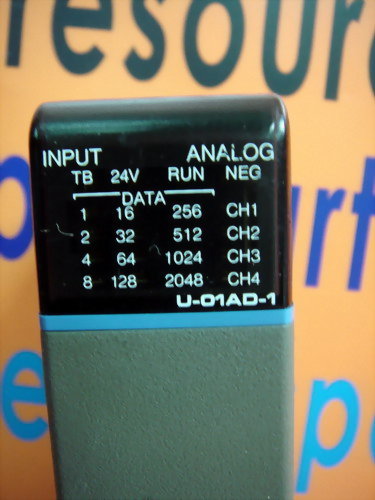 resour
INPUT ANALOG
TB 24V RUN NEG
DATA
1 16 256 CH1
2 32 512 CH2
4 64 1024 CH3
8 128 2048 CH4
U-01AD-1